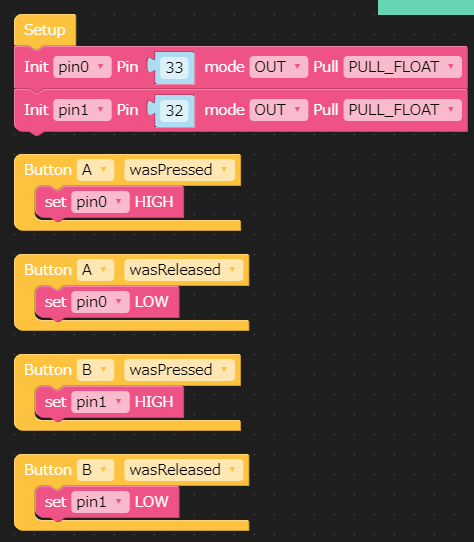 Setup
Init pin0 Pin 33 mode OUT Pull PULL_FLOAT
Init pin1 Pin 32 mode OUT Pull PULL_FLOAT
Button A wasPressed
set pin0 HIGH
Button A wasReleased
set pin0 LOW
Button B wasPressed
set pin1 HIGH
Button B wasReleased
set pin1 LOW